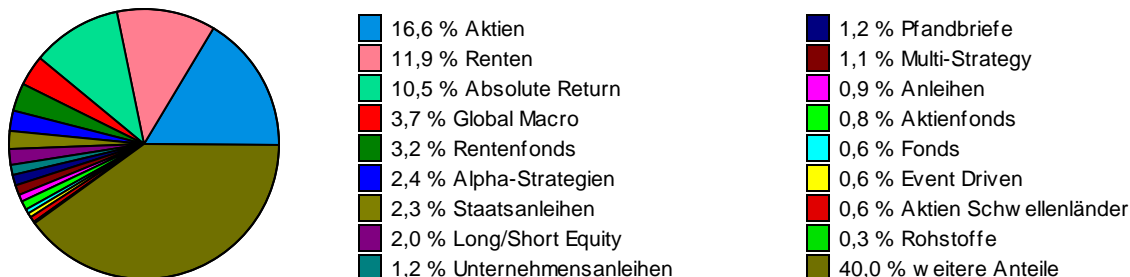 16,6 % Aktien
11,9 % Renten
10,5 % Absolute Return
3,7 % Global Macro
3,2 % Rentenfonds
2,4 % Alpha-Strategien
2,3 % Staatsanleihen
2,0 % Long/Short Equity
1,2 % Unternehmensanleihen
1,2 % Pfandbriefe
1,1 % Multi-Strategy
0,9 % Anleihen
0,8 % Aktienfonds
0,6 % Fonds
0,6 % Event Driven
0,6 % Aktien Schwellenländer
0,3 % Rohstoffe
40,0 % weitere Anteile